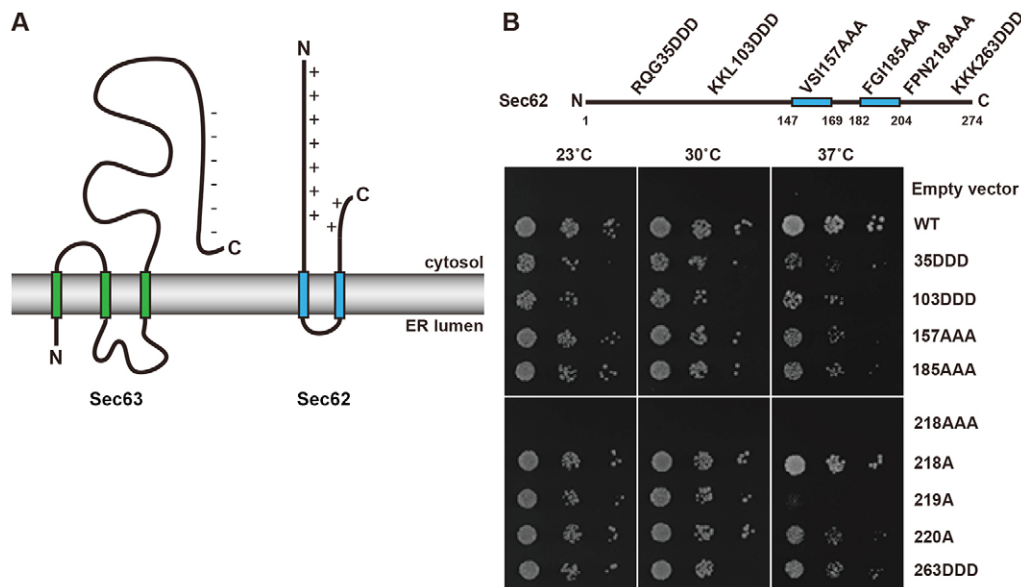 A
B
RQG35DDD KKL103DDD VSI157AAA FGI185AAA FPN218AAA KKK263DDD
Sec62 N C
1 147 169 182 204 274
N
+
+
+
+
+
+
+
C
+
+
-
-
-
-
-
-
C
cytosol
ER lumen
N
Sec63 Sec62
23˚C 30˚C 37˚C
Empty vector
WT
35DDD
103DDD
157AAA
185AAA
218AAA
218A
219A
220A
263DDD